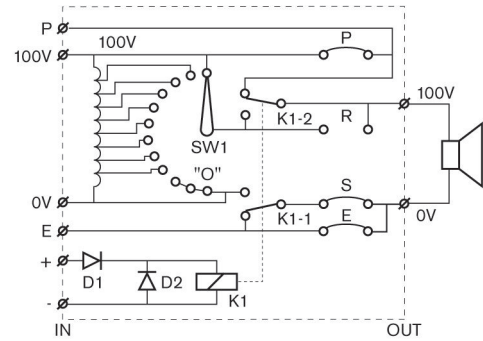 P
100V 100V P
100V
K1-2 R
SW1
"O"
S
0V K1-1 0V
E E
+
D1 D2 K1
-
IN OUT